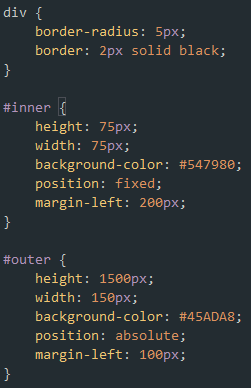 div {
    border-radius: 5px;
    border: 2px solid black;
}

#inner {
    height: 75px;
    width: 75px;
    background-color: #547980;
    position: fixed;
    margin-left: 200px;
}

#outer {
    height: 1500px;
    width: 150px;
    background-color: #45ADA8;
    position: absolute;
    margin-left: 100px;
}